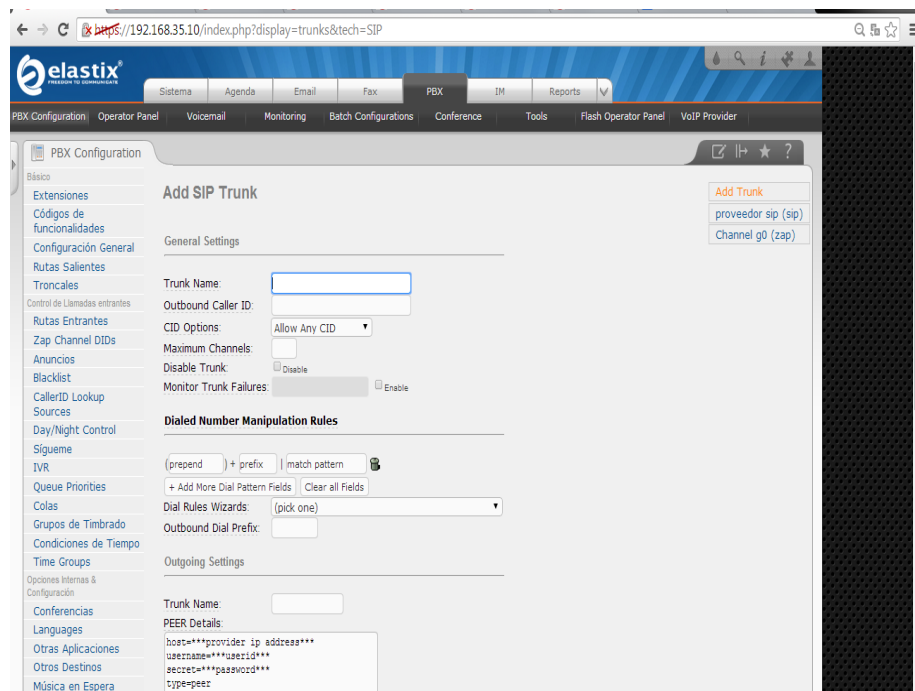 https://192.168.35.10/index.php?display=trunks&tech=SIP
elastix®
FREEDOM TO COMMUNICATE
Sistema
Agenda
Email
Fax
PBX
IM
Reports
PBX Configuration
Operator Panel
Voicemail
Monitoring
Batch Configurations
Conference
Tools
Flash Operator Panel
VoIP Provider
PBX Configuration
Básico
Extensiones
Códigos de
funcionalidades
Configuración General
Rutas Salientes
Troncales
Control de Llamadas entrantes
Rutas Entrantes
Zap Channel DIDs
Anuncios
Blacklist
CallerID Lookup
Sources
Day/Night Control
Sígueme
IVR
Queue Priorities
Colas
Grupos de Timbrado
Condiciones de Tiempo
Time Groups
Opciones Internas &
Configuración
Conferencias
Languages
Otras Aplicaciones
Otros Destinos
Música en Espera
Add SIP Trunk
General Settings
Trunk Name:
Outbound Caller ID:
CID Options: Allow Any CID
Maximum Channels:
Disable Trunk: Disable
Monitor Trunk Failures: Enable
Dialed Number Manipulation Rules
(prepend ) + prefix | match pattern
+ Add More Dial Pattern Fields Clear all Fields
Dial Rules Wizards: (pick one)
Outbound Dial Prefix:
Outgoing Settings
Trunk Name:
PEER Details:
host=***provider ip address***
username=***userid***
secret=***password***
type=peer
Add Trunk
proveedor sip (sip)
Channel g0 (zap)